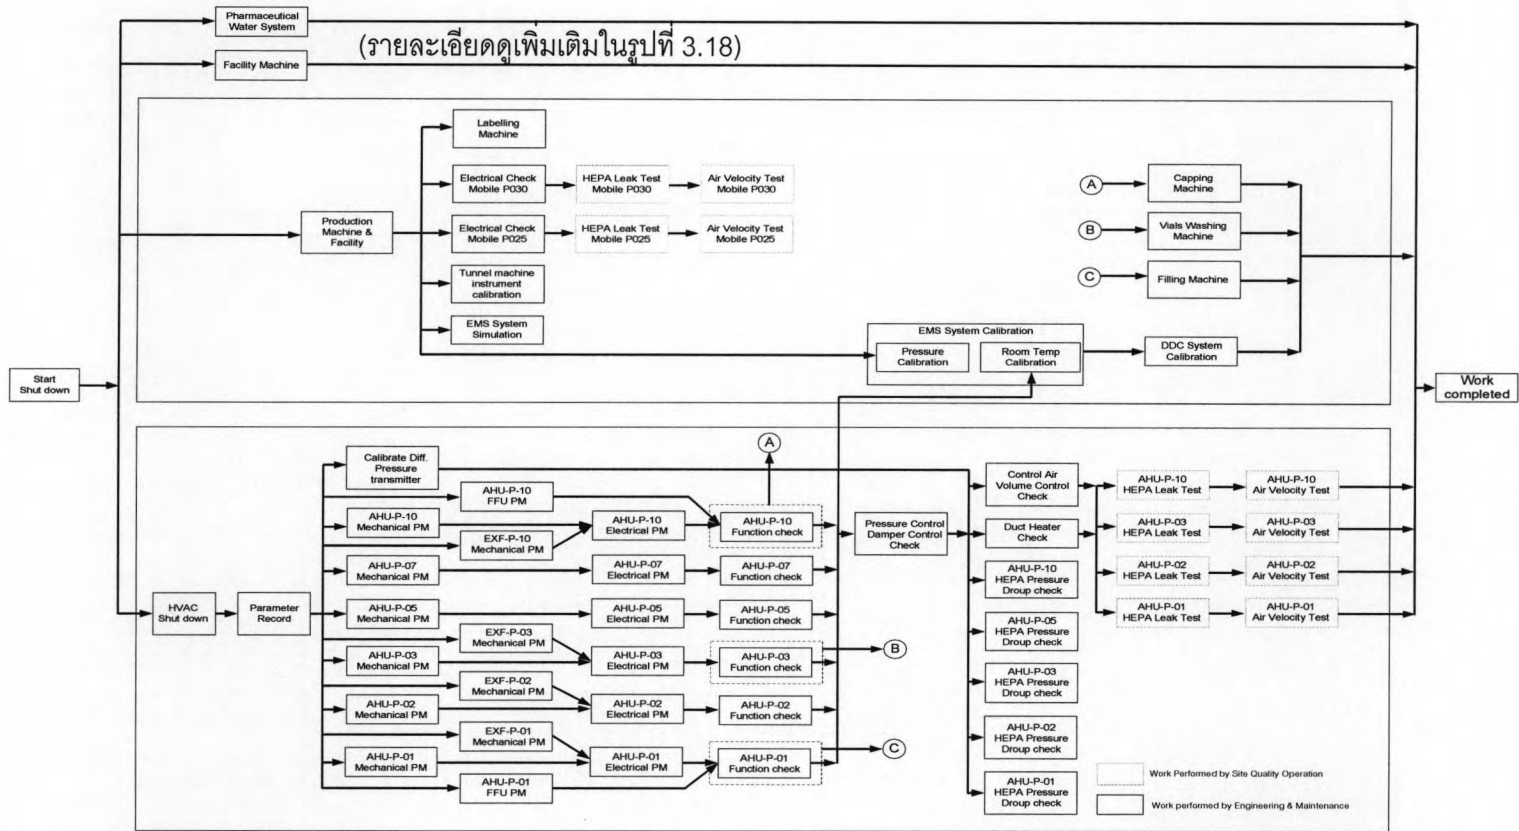 Pharmaceutical
Water System
(รายละเอียดดูเพิ่มเติมในรูปที่ 3.18)
Facility Machine
Labelling
Machine
Electrical Check
Mobile P030
HEPA Leak Test
Mobile P030
Air Velocity Test
Mobile P030
Production
Machine &
Facility
Electrical Check
Mobile P025
HEPA Leak Test
Mobile P025
Air Velocity Test
Mobile P025
Tunnel machine
instrument
calibration
EMS System
Simulation
A
Capping
Machine
B
Vials Washing
Machine
C
Filling Machine
EMS System Calibration
Pressure
Calibration
Room Temp
Calibration
DDC System
Calibration
Start
Shut down
Work
completed
HVAC
Shut down
Parameter
Record
Calibrate Diff.
Pressure
transmitter
AHU-P-10
FFU PM
AHU-P-10
Mechanical PM
EXF-P-10
Mechanical PM
AHU-P-10
Electrical PM
A
AHU-P-10
Function check
AHU-P-07
Mechanical PM
AHU-P-07
Electrical PM
AHU-P-07
Function check
AHU-P-05
Mechanical PM
AHU-P-05
Electrical PM
AHU-P-05
Function check
EXF-P-03
Mechanical PM
AHU-P-03
Mechanical PM
AHU-P-03
Electrical PM
AHU-P-03
Function check
B
EXF-P-02
Mechanical PM
AHU-P-02
Mechanical PM
AHU-P-02
Electrical PM
AHU-P-02
Function check
EXF-P-01
Mechanical PM
AHU-P-01
Mechanical PM
AHU-P-01
Electrical PM
AHU-P-01
Function check
C
AHU-P-01
FFU PM
Pressure Control
Damper Control
Check
Control Air
Volume Control
Check
Duct Heater
Check
AHU-P-10
HEPA Pressure
Droup check
AHU-P-05
HEPA Pressure
Droup check
AHU-P-03
HEPA Pressure
Droup check
AHU-P-02
HEPA Pressure
Droup check
AHU-P-01
HEPA Pressure
Droup check
AHU-P-10
HEPA Leak Test
AHU-P-10
Air Velocity Test
AHU-P-03
HEPA Leak Test
AHU-P-03
Air Velocity Test
AHU-P-02
HEPA Leak Test
AHU-P-02
Air Velocity Test
AHU-P-01
HEPA Leak Test
AHU-P-01
Air Velocity Test
Work Performed by Site Quality Operation
Work performed by Engineering & Maintenance